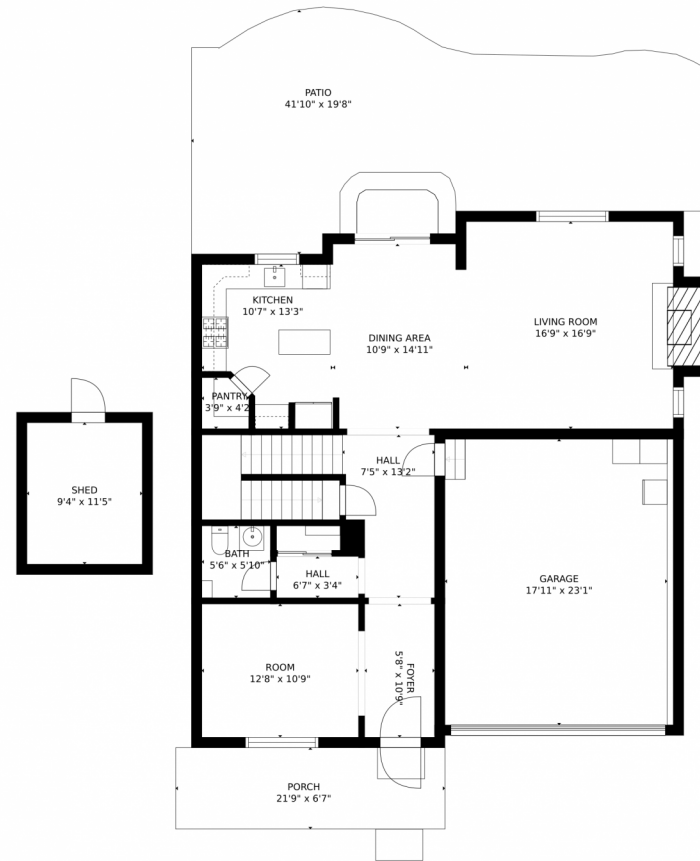 PATIO
41'10" x 19'8"
KITCHEN
10'7" x 13'3"
DINING AREA
10'9" x 14'11"
LIVING ROOM
16'9" x 16'9"
PANTRY
3'9" x 4'2
HALL
7'5" x 13'2"
SHED
9'4" x 11'5"
BATH
5'6" x 5'10"
HALL
6'7" x 3'4"
GARAGE
17'11" x 23'1"
ROOM
12'8" x 10'9"
FOYER
5'8" x 10'9"
PORCH
21'9" x 6'7"